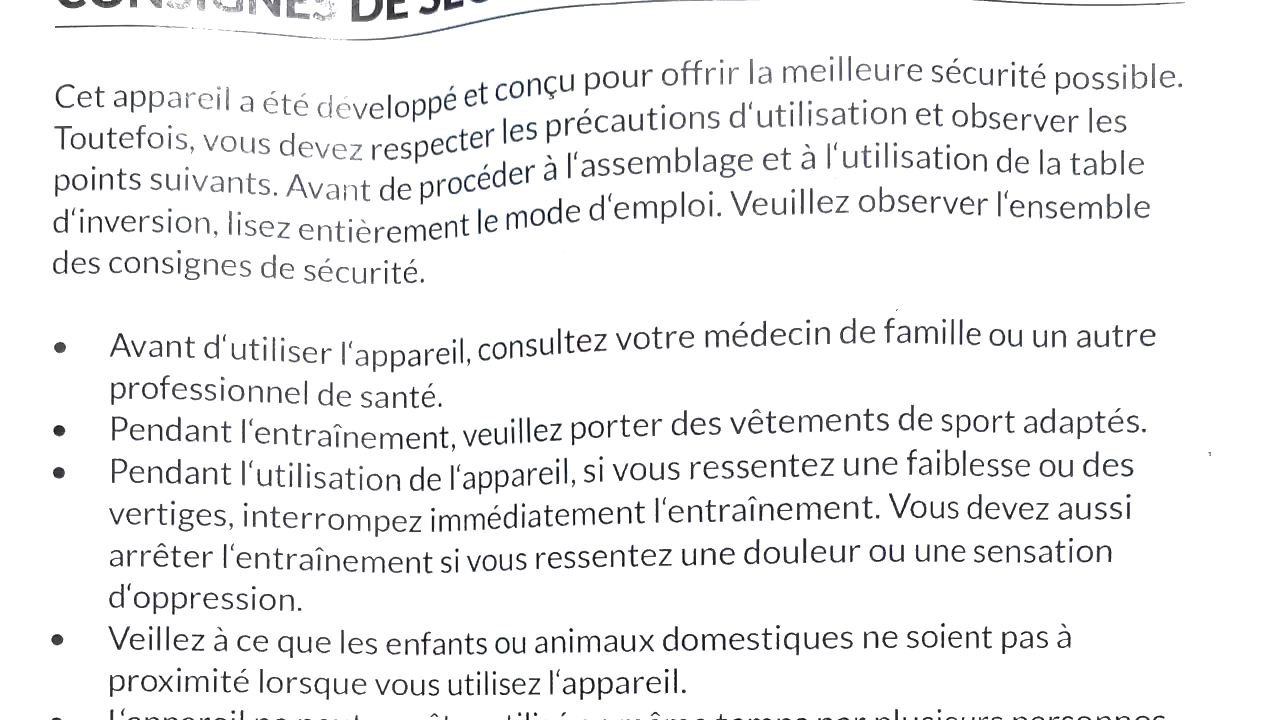 CONSIGNES DE
Cet appareil a été développé et conçu pour offrir la meilleure sécurité possible.
Toutefois, vous devez respecter les précautions d‘utilisation et observer les
points suivants. Avant de procéder à l‘assemblage et à l‘utilisation de la table
d‘inversion, lisez entièrement le mode d‘emploi. Veuillez observer l‘ensemble
des consignes de sécurité.
• Avant d‘utiliser l‘appareil, consultez votre médecin de famille ou un autre
professionnel de santé.
• Pendant l‘entraînement, veuillez porter des vêtements de sport adaptés.
• Pendant l‘utilisation de l‘appareil, si vous ressentez une faiblesse ou des
vertiges, interrompez immédiatement l‘entraînement. Vous devez aussi
arrêter l‘entraînement si vous ressentez une douleur ou une sensation
d‘oppression.
• Veillez à ce que les enfants ou animaux domestiques ne soient pas à
proximité lorsque vous utilisez l‘appareil.